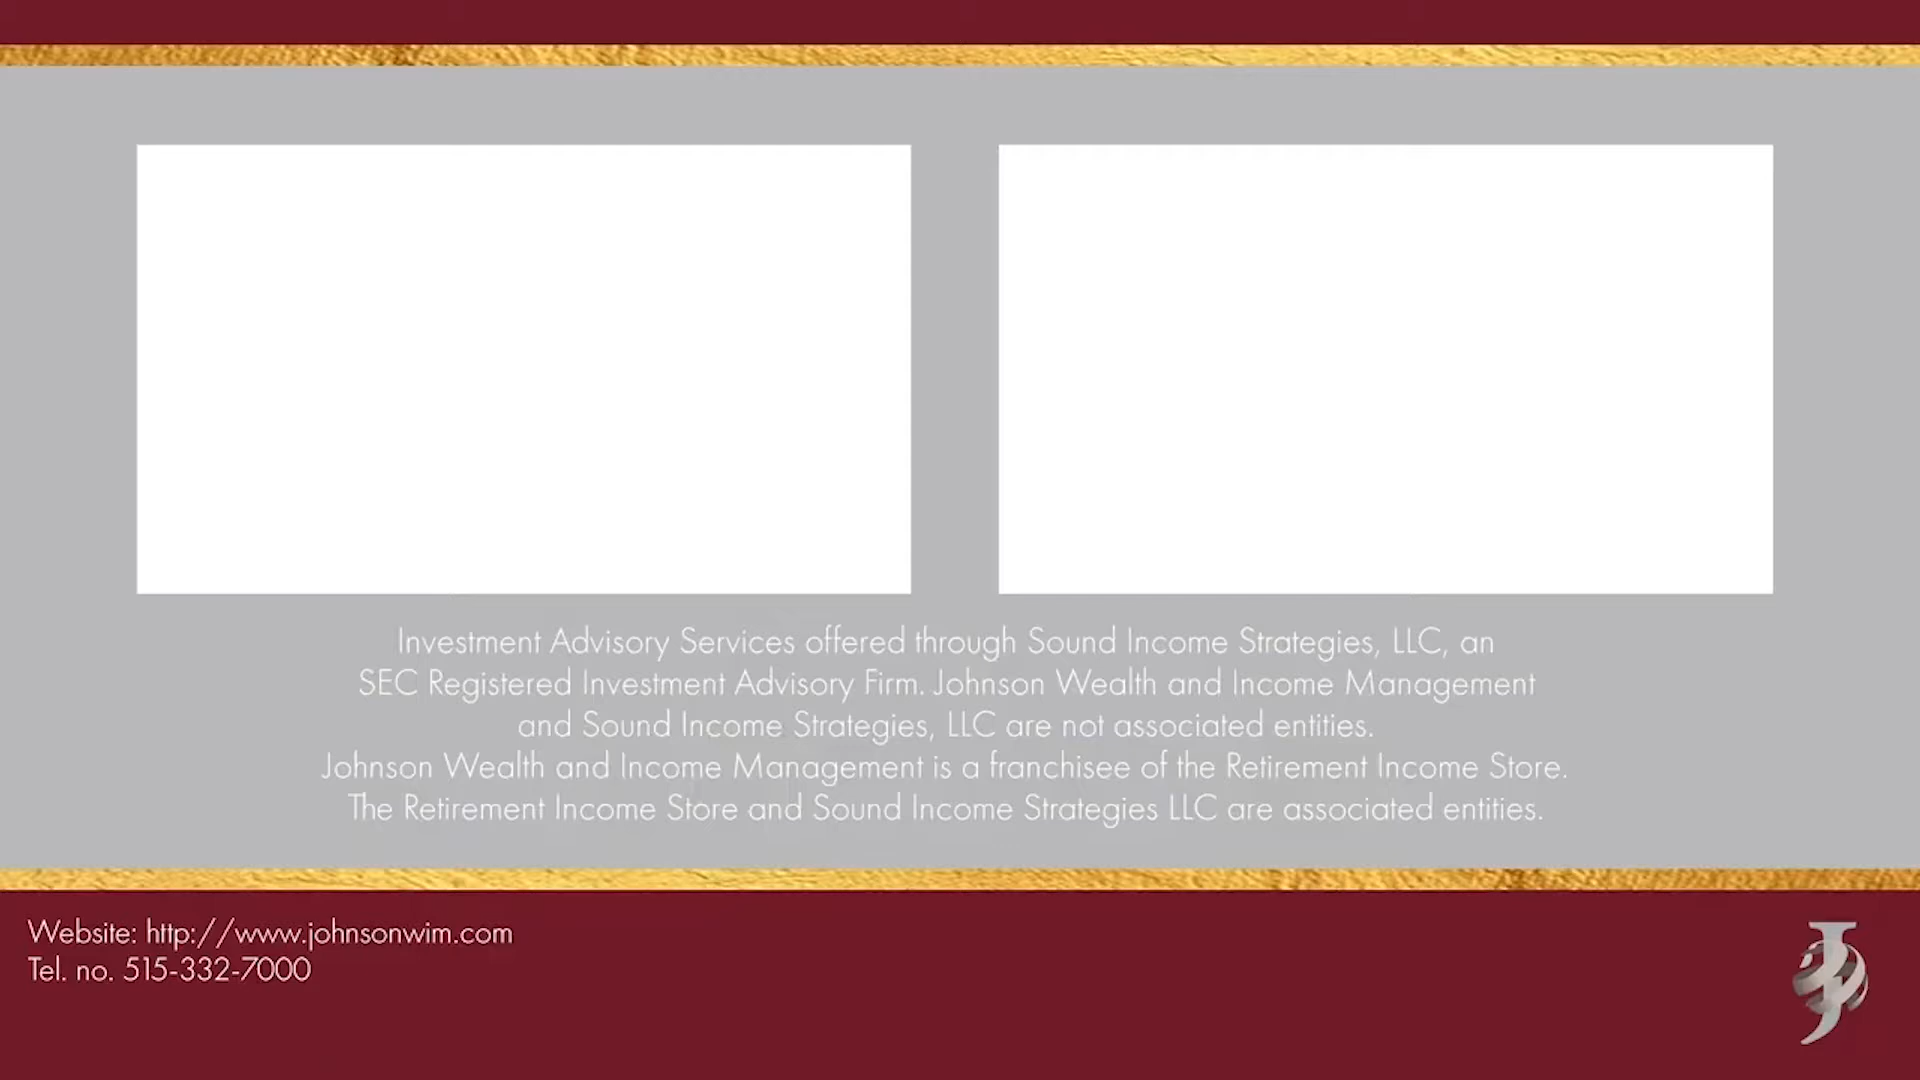 Investment Advisory Services offered through Sound Income Strategies, LLC, an
SEC Registered Investment Advisory Firm. Johnson Wealth and Income Management
and Sound Income Strategies, LLC are not associated entities.
Johnson Wealth and Income Management is a franchisee of the Retirement Income Store.
The Retirement Income Store and Sound Income Strategies LLC are associated entities.
Website: http://www.johnsonwim.com
Tel. no. 515-332-7000
J